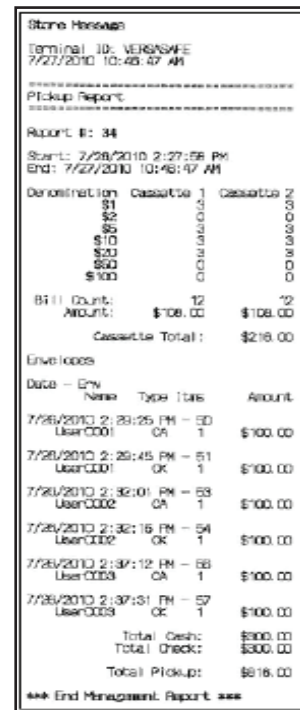 Store Message
Terminal ID: VERSASAFE
7/27/2010 10:46:47 AM
Pickup Report
Report #: 34
Start: 7/26/2010 2:27:58 PM
End: 7/27/2010 10:46:47 AM
Denomination Cassette 1 Cassette 2
$1 3 3
$2 0 0
$5 3 3
$10 3 3
$20 3 3
$50 0 0
$100 0 0
Bill Count: 12 12
Amount: $108.00 $108.00
Cassette Total: $216.00
Envelopes
Date - Env
Name Type Itms Amount
7/26/2010 2:29:25 PM - 50
User0001 CA 1 $100.00
7/26/2010 2:29:45 PM - 51
User0001 CK 1 $100.00
7/26/2010 2:32:01 PM - 53
User0002 CA 1 $100.00
7/26/2010 2:32:16 PM - 54
User0002 CK 1 $100.00
7/26/2010 2:37:12 PM - 56
User0003 CA 1 $100.00
7/26/2010 2:37:31 PM - 57
User0003 CK 1 $100.00
Total Cash: $300.00
Total Check: $300.00
Total Pickup: $816.00
*** End Management Report ***